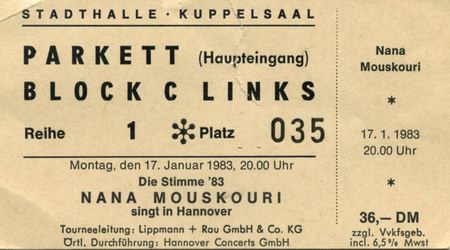 STADTHALLE · KUPPELSAAL
PARKETT (Haupteingang)
BLOCK C LINKS
Reihe 1 Platz 035
Montag, den 17. Januar 1983, 20.00 Uhr
Die Stimme '83
NANA MOUSKOURI
singt in Hannover
Tourneeleitung: Lippmann + Rau GmbH & Co. KG
Örtl. Durchführung: Hannover Concerts GmbH
Nana
Mouskouri
*
17. 1. 1983
20.00 Uhr
*
36,— DM
zzgl. Vvkfsgeb.
incl. 6,5% Mwst